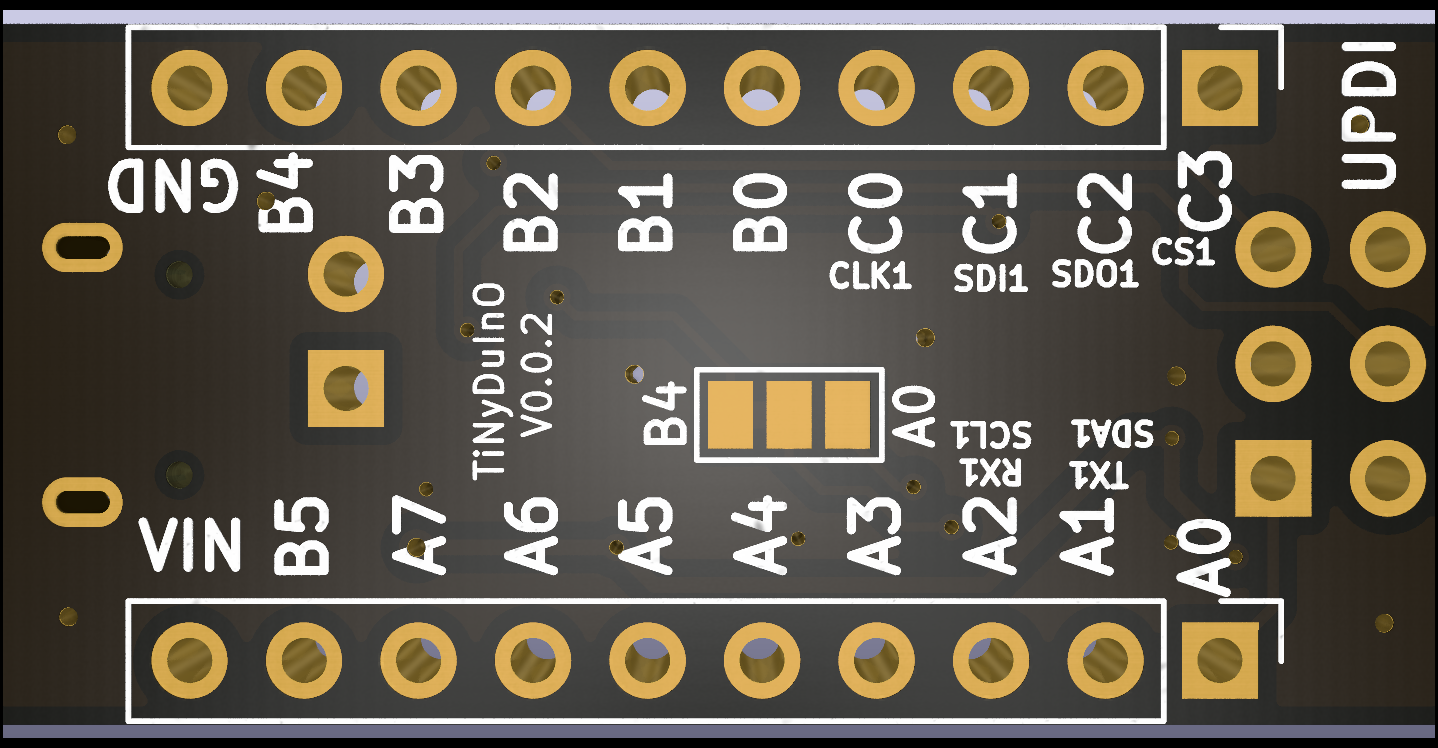 UPDI
GND
B4
B3
B2
B1
B0
C0
C1
C2
C3
CLK1
SDI1
SDO1
CS1
TiNyDuInO
V0.0.2
B4
A0
SCL1
SDA1
RX1
TX1
VIN
B5
A7
A6
A5
A4
A3
A2
A1
A0